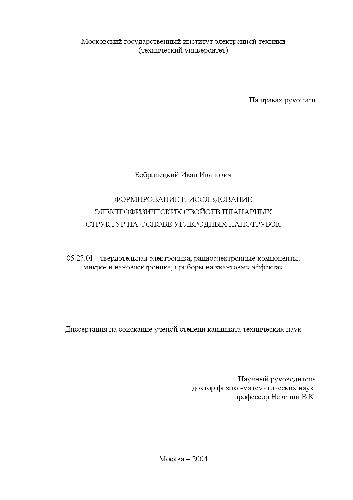 Московский государственный институт электронной техники
(технический университет)
На правах рукописи
Бобринецкий Иван Иванович
ФОРМИРОВАНИЕ И ИССЛЕДОВАНИЕ
ЭЛЕКТРОФИЗИЧЕСКИХ СВОЙСТВ ПЛАНАРНЫХ
СТРУКТУР НА ОСНОВЕ УГЛЕРОДНЫХ НАНОТРУБОК
05.27.01 – твердотельная электроника, радиоэлектронные компоненты,
микро- и наноэлектроника, приборы на квантовых эффектах
Диссертация на соискание ученой степени кандидата технических наук
Научный руководитель
доктор физико-математических наук
профессор Неволин В.К.
Москва – 2004